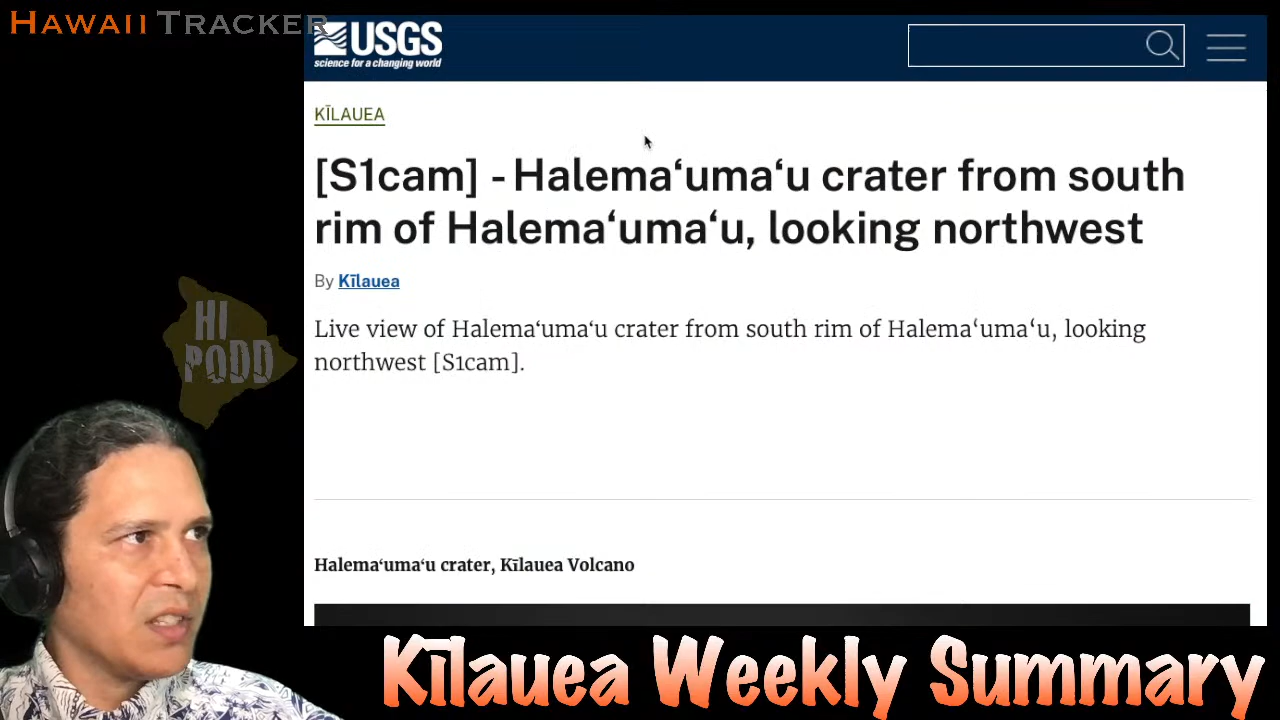 HAWAII TRACKER
USGS
science for a changing world
KĪLAUEA
[S1cam] - Halemaʻumaʻu crater from south
rim of Halemaʻumaʻu, looking northwest
By Kīlauea
Live view of Halemaʻumaʻu crater from south rim of Halemaʻumaʻu, looking
northwest [S1cam].
HI
PODD
Halemaʻumaʻu crater, Kīlauea Volcano
Kīlauea Weekly Summary